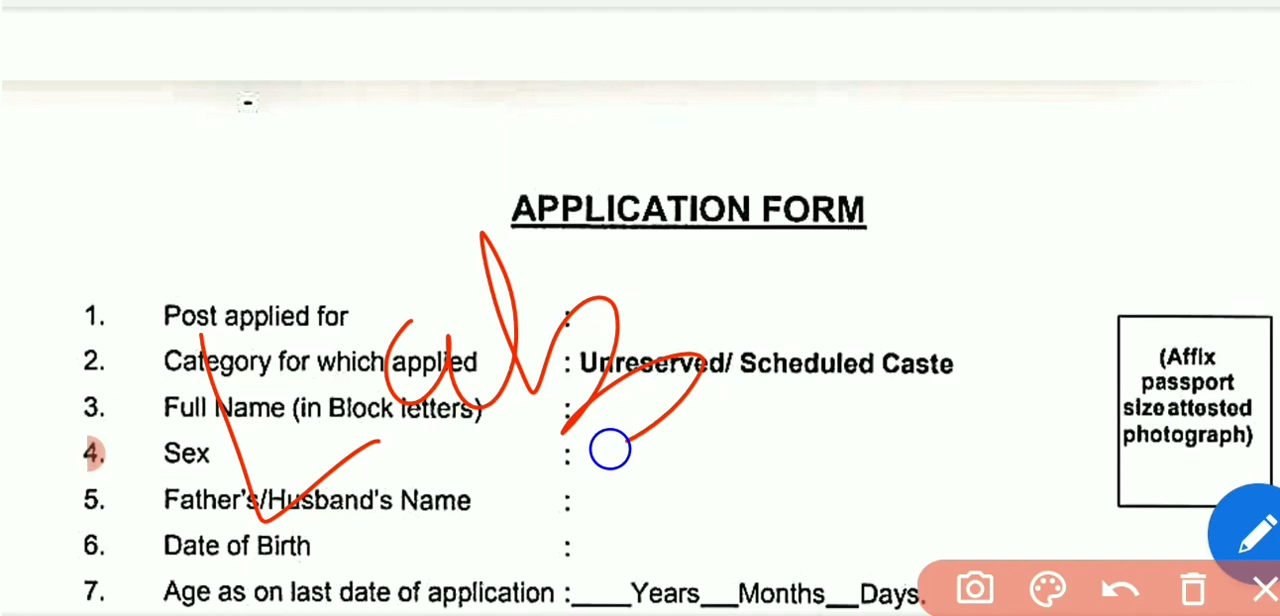 APPLICATION FORM
1. Post applied for :
2. Category for which applied : Unreserved/ Scheduled Caste
3. Full Name (in Block letters) :
4. Sex :
5. Father's/Husband's Name :
6. Date of Birth :
7. Age as on last date of application :____Years__Months__Days.
(Affix
passport
size attosted
photograph)
Lab